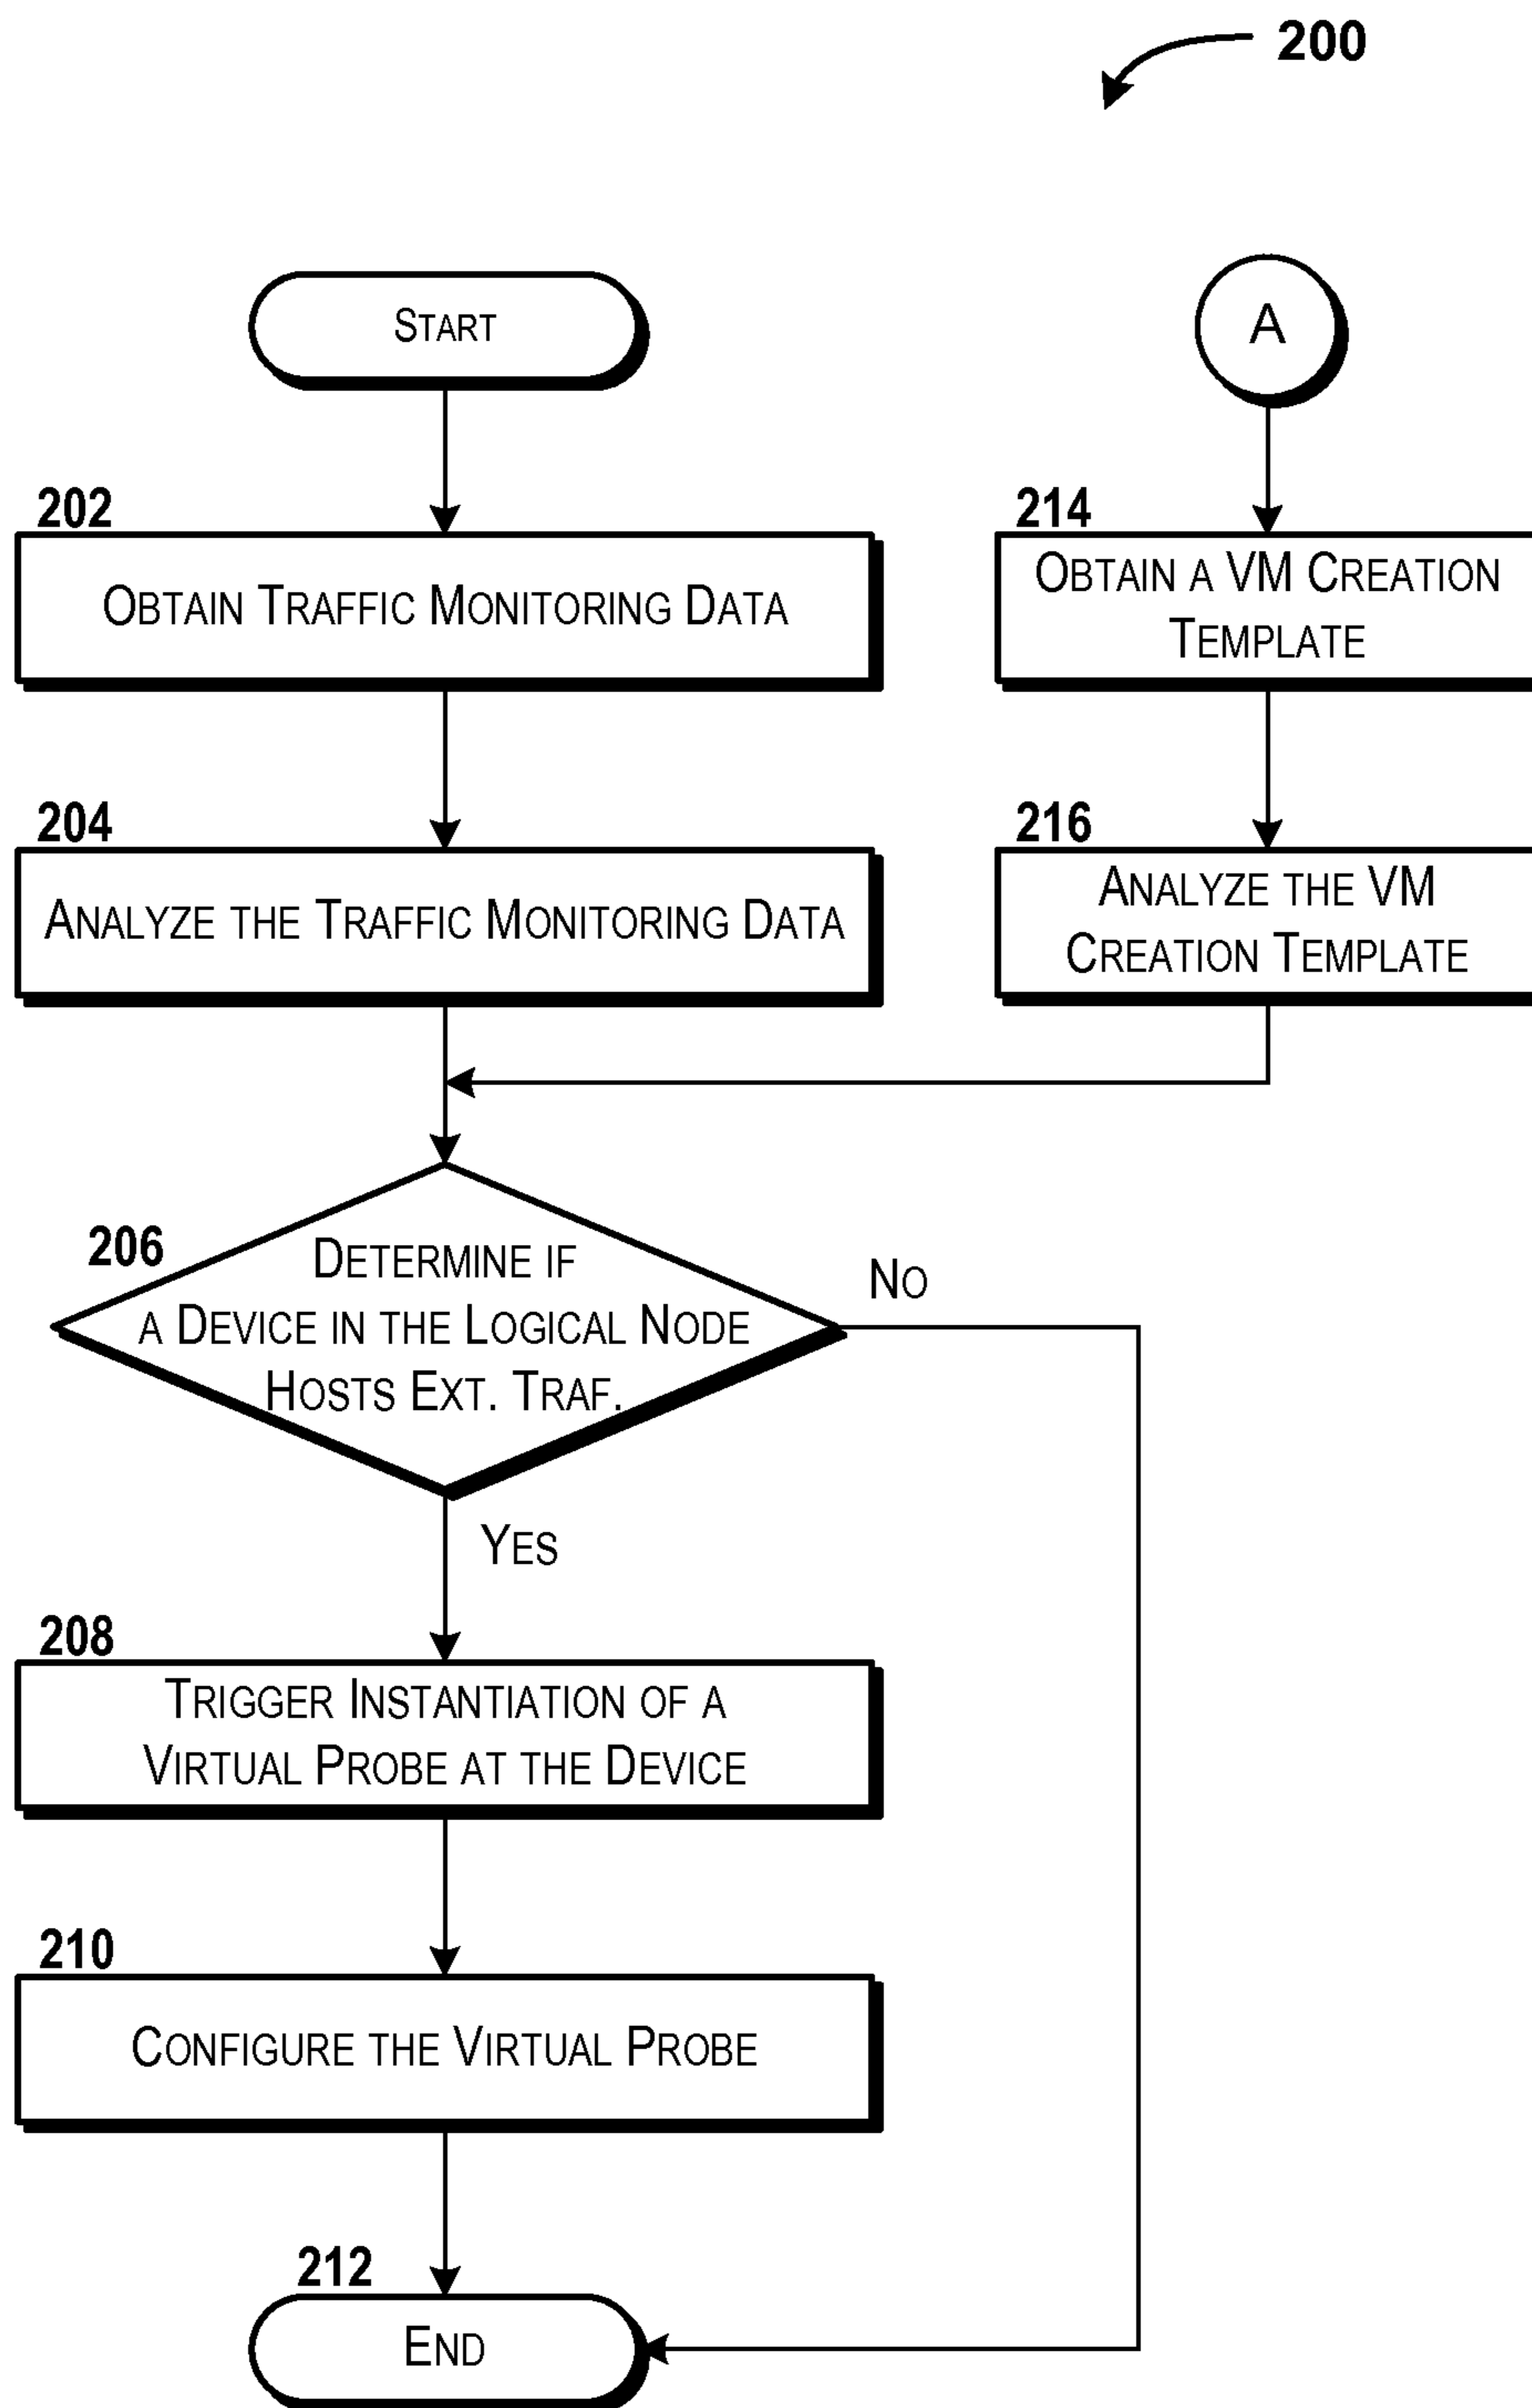 200
START
A
202
OBTAIN TRAFFIC MONITORING DATA
214
OBTAIN A VM CREATION
TEMPLATE
204
ANALYZE THE TRAFFIC MONITORING DATA
216
ANALYZE THE VM
CREATION TEMPLATE
206
DETERMINE IF
A DEVICE IN THE LOGICAL NODE
HOSTS EXT. TRAF.
NO
YES
208
TRIGGER INSTANTIATION OF A
VIRTUAL PROBE AT THE DEVICE
210
CONFIGURE THE VIRTUAL PROBE
212
END